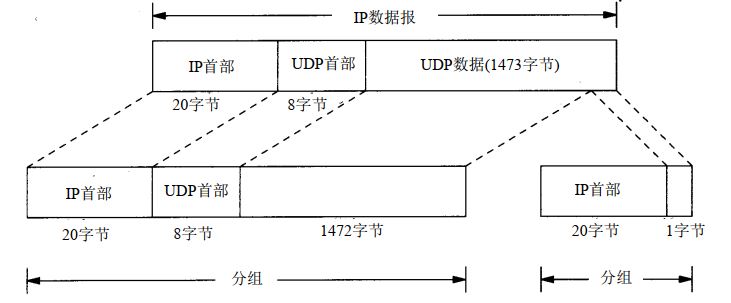 IP数据报
IP首部
UDP首部
UDP数据(1473字节)
20字节
8字节
IP首部
UDP首部
IP首部
20字节
8字节
1472字节
20字节
1字节
分组
分组